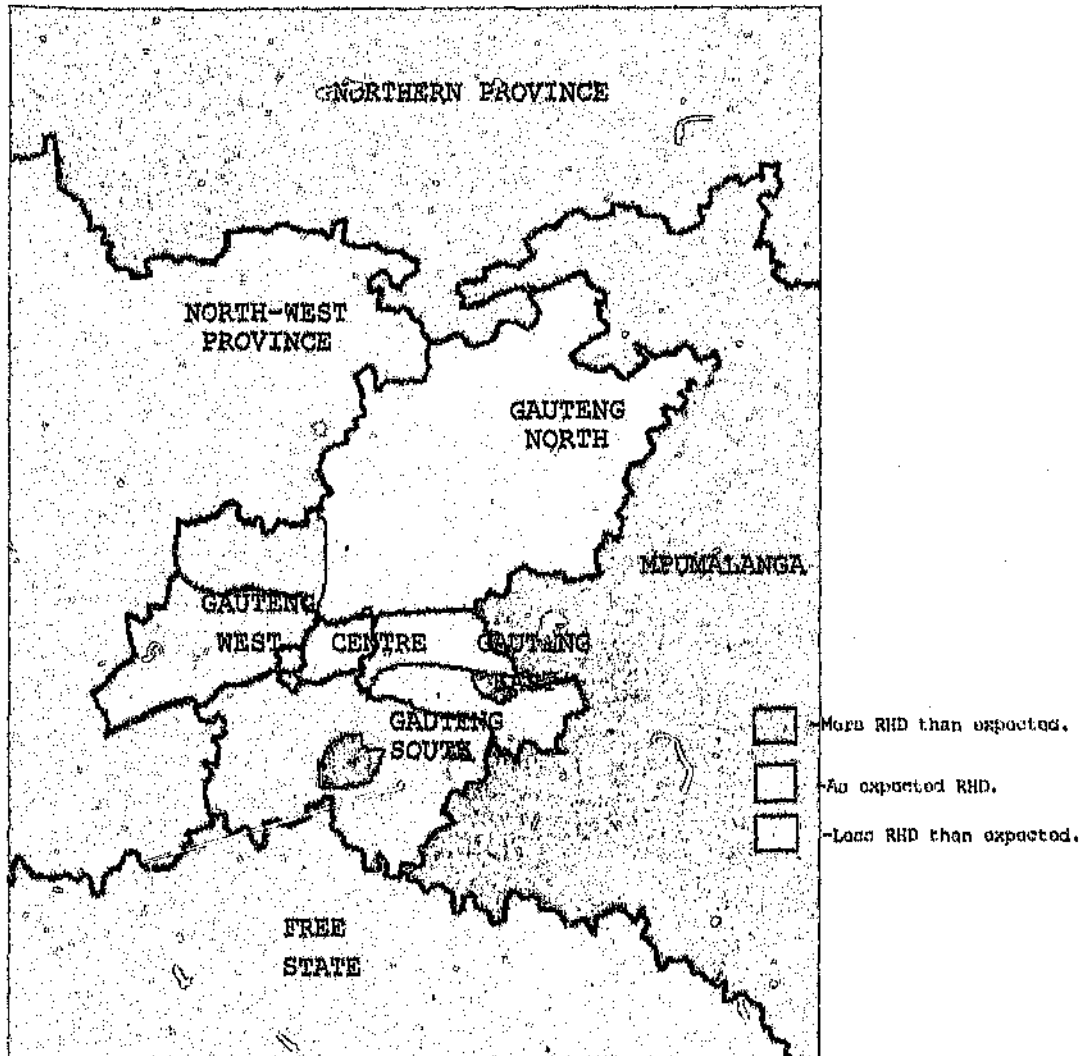 NORTHERN PROVINCE
NORTH-WEST
PROVINCE
GAUTENG
NORTH
MPUMALANGA
GAUTENG
WEST
CENTRE
GAUTENG
GAUTENG
SOUTH
-More RHD than expected.
-As expected RHD.
-Less RHD than expected.
FREE
STATE